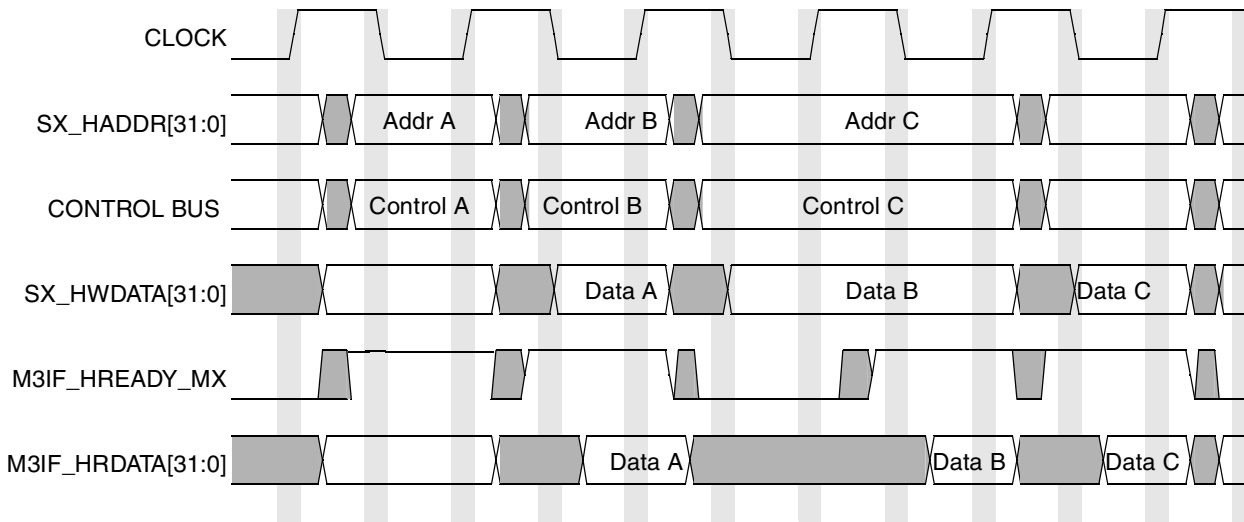 CLOCK
SX_HADDR[31:0] Addr A Addr B Addr C
CONTROL BUS Control A Control B Control C
SX_HWDATA[31:0] Data A Data B Data C
M3IF_HREADY_MX
M3IF_HRDATA[31:0] Data A Data B Data C